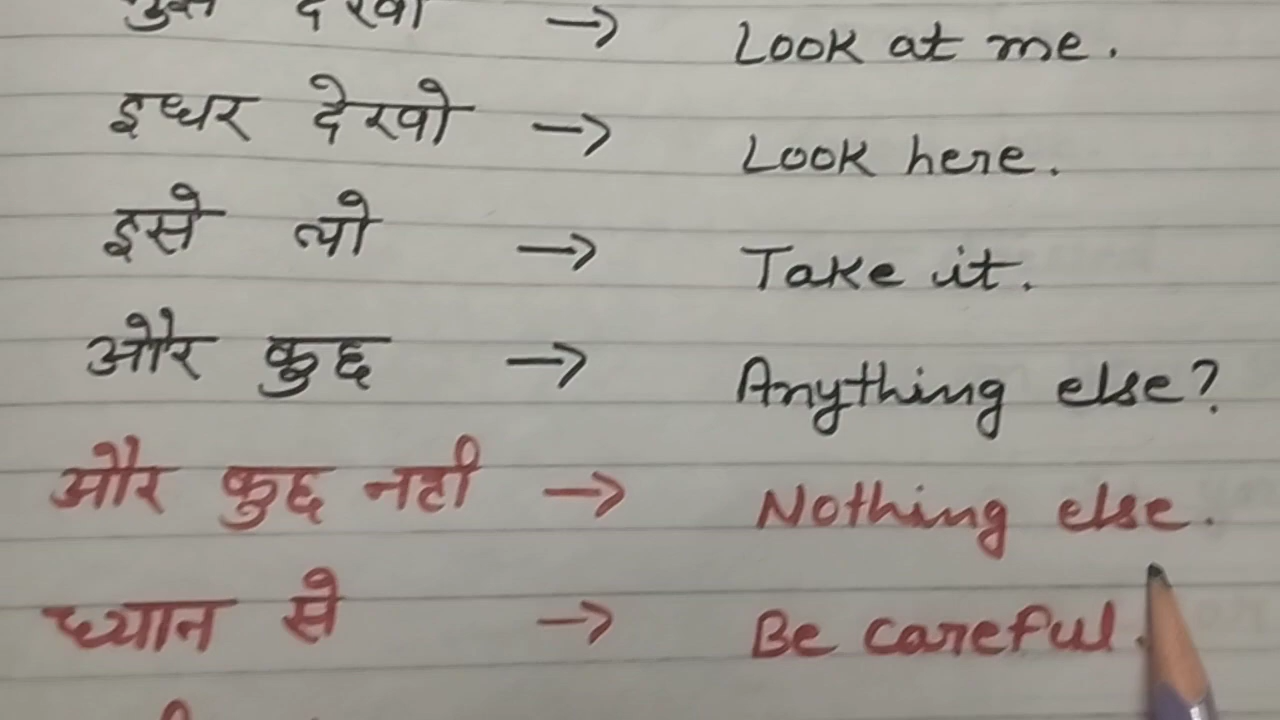 देखो → Look at me.
इधर देखो → Look here.
इसे लो → Take it.
और कुछ → Anything else?
और कुछ नही → Nothing else.
ध्यान से → Be careful.